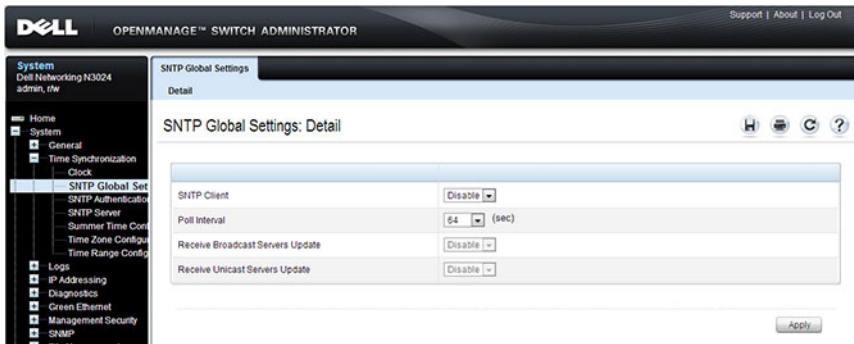 Support | About | Log Out
DELL OPENMANAGE™ SWITCH ADMINISTRATOR
System
Dell Networking N3024
admin, r/w
Home
System
General
Time Synchronization
Clock
SNTP Global Set
SNTP Authentication
SNTP Server
Summer Time Conf
Time Zone Configu
Time Range Config
Logs
IP Addressing
Diagnostics
Green Ethernet
Management Security
SNMP
SNTP Global Settings
Detail
SNTP Global Settings: Detail
SNTP Client Disable
Poll Interval 64 (sec)
Receive Broadcast Servers Update Disable
Receive Unicast Servers Update Disable
Apply